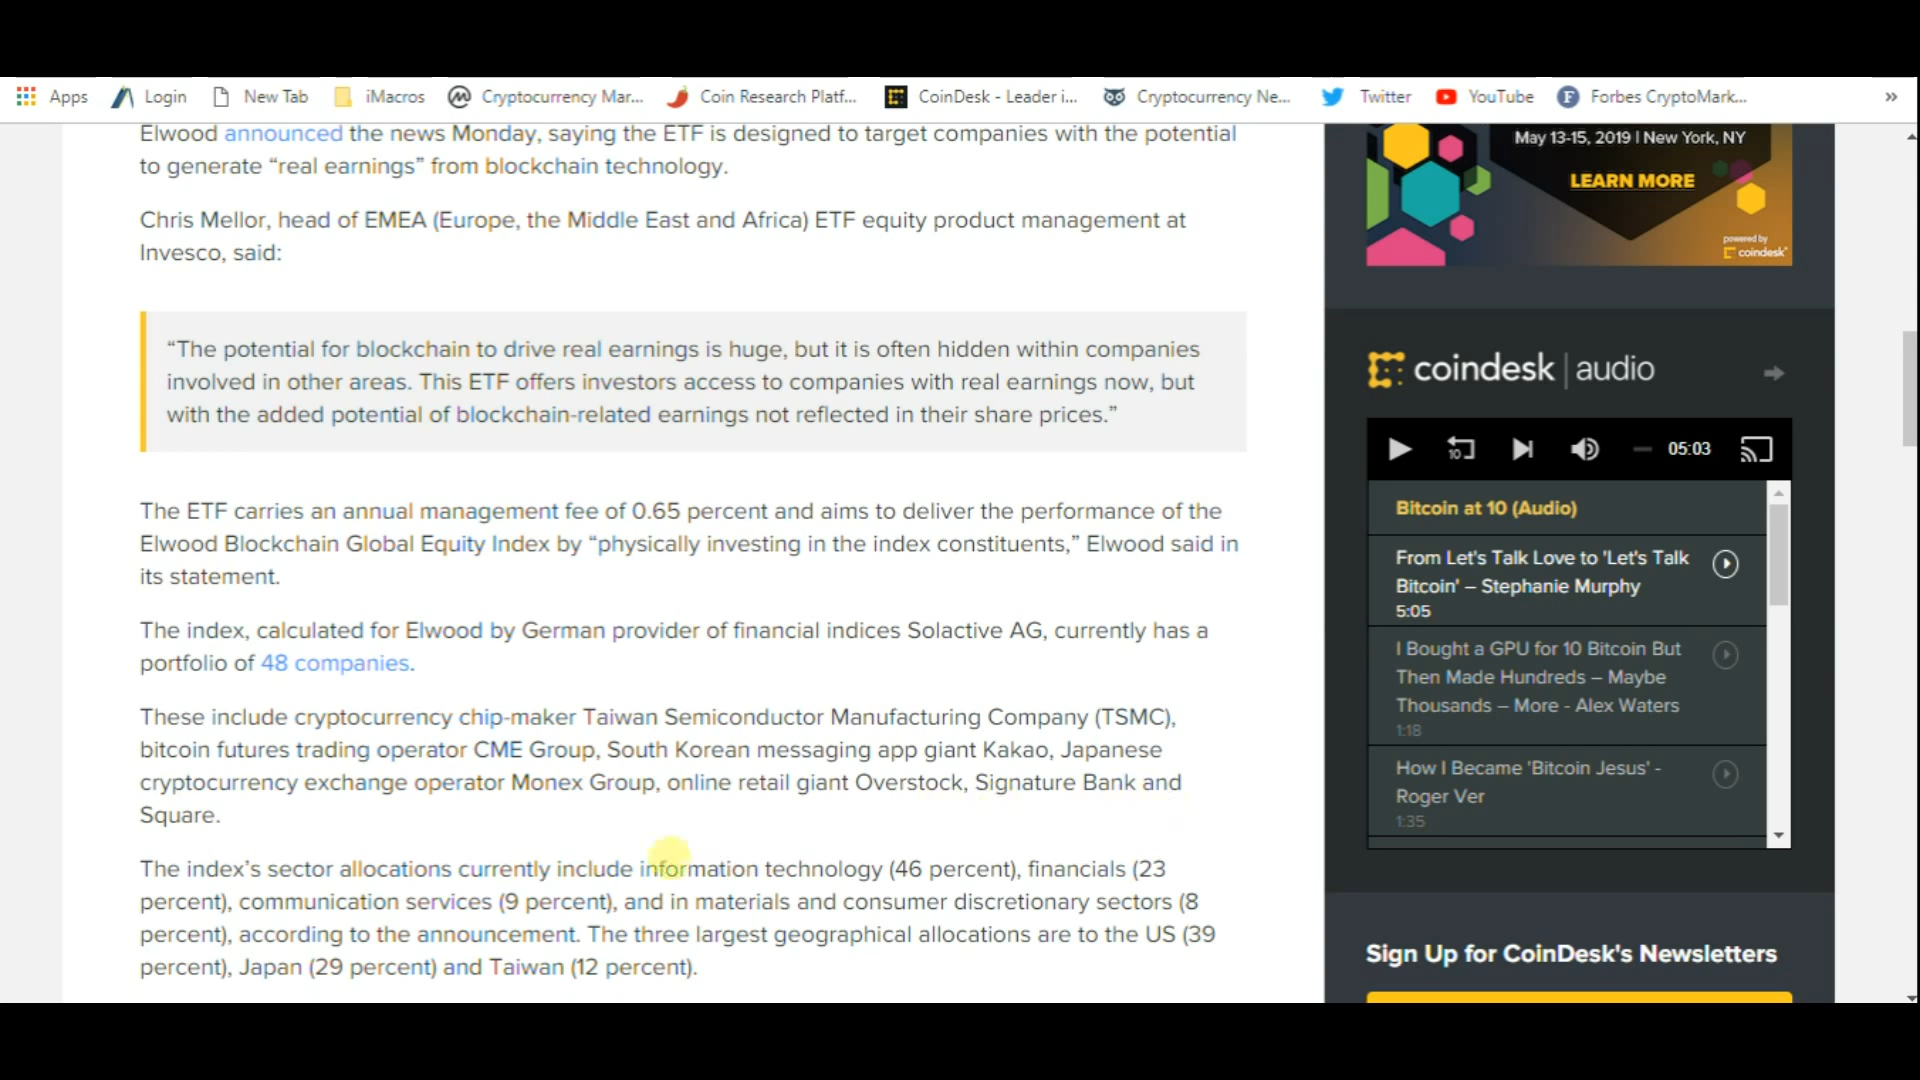 Apps Login New Tab iMacros Cryptocurrency Mar... Coin Research Platf... CoinDesk - Leader i... Cryptocurrency Ne... Twitter YouTube Forbes CryptoMark... »
Elwood announced the news Monday, saying the ETF is designed to target companies with the potential
to generate “real earnings” from blockchain technology.
Chris Mellor, head of EMEA (Europe, the Middle East and Africa) ETF equity product management at
Invesco, said:
“The potential for blockchain to drive real earnings is huge, but it is often hidden within companies
involved in other areas. This ETF offers investors access to companies with real earnings now, but
with the added potential of blockchain-related earnings not reflected in their share prices.”
The ETF carries an annual management fee of 0.65 percent and aims to deliver the performance of the
Elwood Blockchain Global Equity Index by “physically investing in the index constituents,” Elwood said in
its statement.
The index, calculated for Elwood by German provider of financial indices Solactive AG, currently has a
portfolio of 48 companies.
These include cryptocurrency chip-maker Taiwan Semiconductor Manufacturing Company (TSMC),
bitcoin futures trading operator CME Group, South Korean messaging app giant Kakao, Japanese
cryptocurrency exchange operator Monex Group, online retail giant Overstock, Signature Bank and
Square.
The index’s sector allocations currently include information technology (46 percent), financials (23
percent), communication services (9 percent), and in materials and consumer discretionary sectors (8
percent), according to the announcement. The three largest geographical allocations are to the US (39
percent), Japan (29 percent) and Taiwan (12 percent).
May 13-15, 2019 | New York, NY
LEARN MORE
powered by
coindesk
coindesk | audio
10 05:03
Bitcoin at 10 (Audio)
From Let's Talk Love to 'Let's Talk
Bitcoin' – Stephanie Murphy
5:05
I Bought a GPU for 10 Bitcoin But
Then Made Hundreds – Maybe
Thousands – More - Alex Waters
1:18
How I Became 'Bitcoin Jesus' -
Roger Ver
1:35
Sign Up for CoinDesk's Newsletters